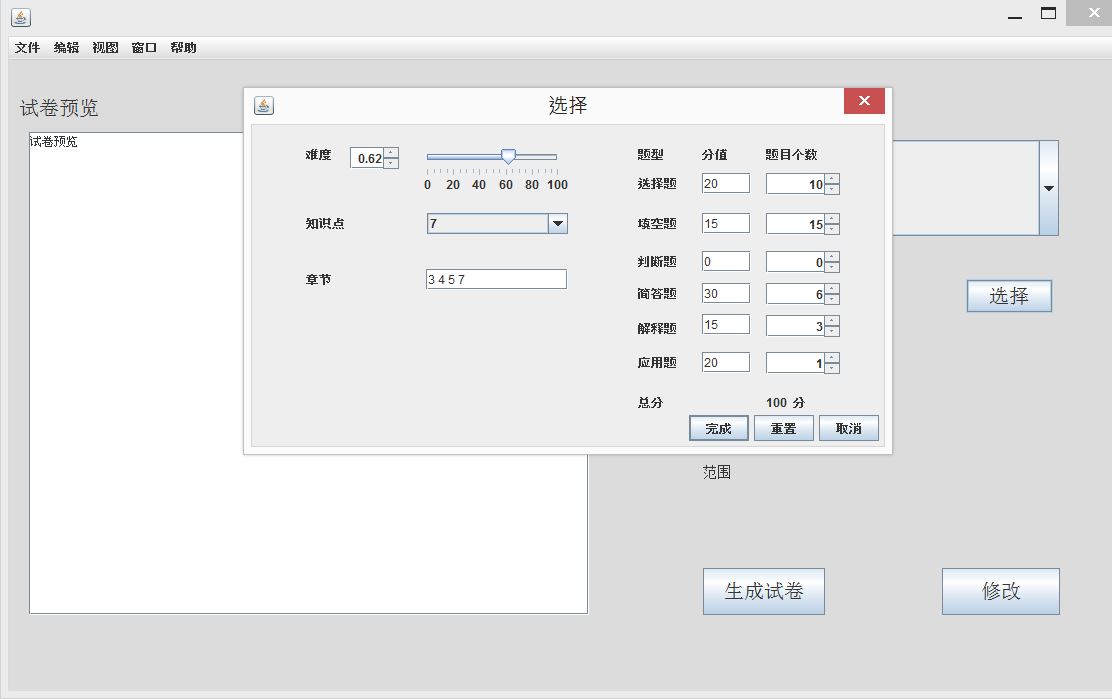 文件 编辑 视图 窗口 帮助
试卷预览
试卷预览
选择
难度 0.62
0 20 40 60 80 100
知识点 7
章节 3 4 5 7
题型 分值 题目个数
选择题 20 10
填空题 15 15
判断题 0 0
简答题 30 6
解释题 15 3
应用题 20 1
总分 100 分
完成 重置 取消
选择
范围
生成试卷 修改